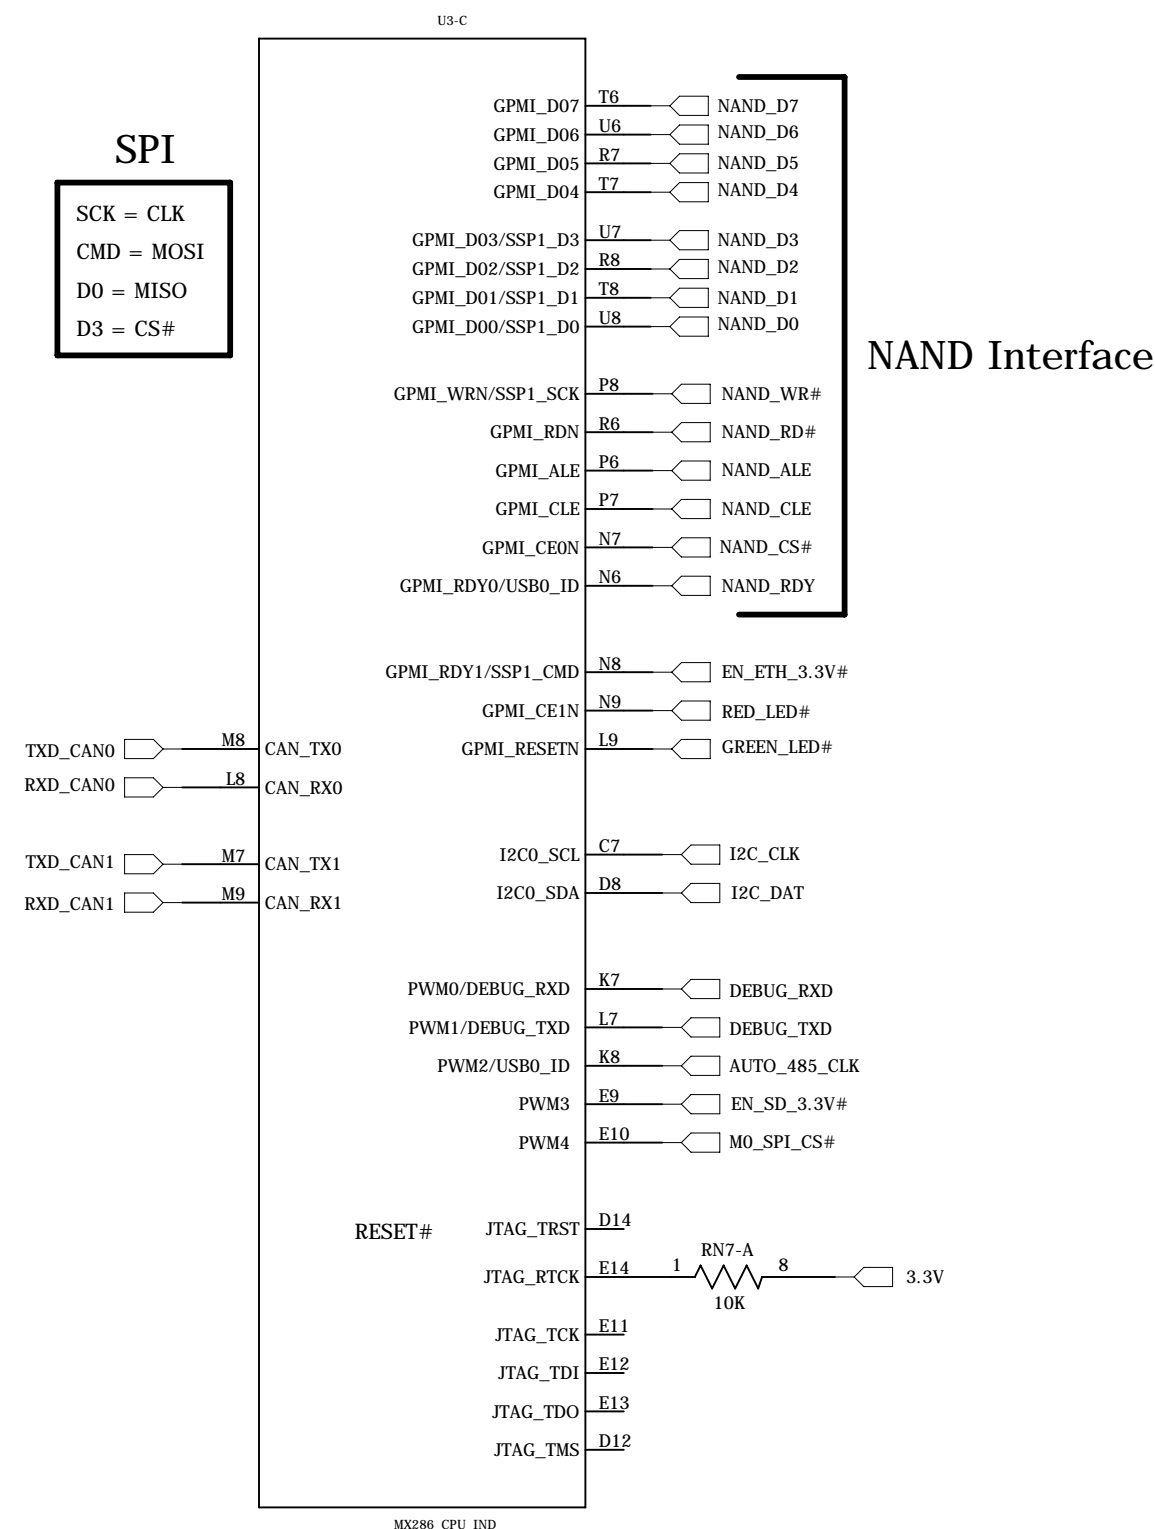 U3-C
SPI
SCK = CLK
CMD = MOSI
D0 = MISO
D3 = CS#
GPMI_D07 T6 NAND_D7
GPMI_D06 U6 NAND_D6
GPMI_D05 R7 NAND_D5
GPMI_D04 T7 NAND_D4
GPMI_D03/SSP1_D3 U7 NAND_D3
GPMI_D02/SSP1_D2 R8 NAND_D2
GPMI_D01/SSP1_D1 T8 NAND_D1
GPMI_D00/SSP1_D0 U8 NAND_D0
NAND Interface
GPMI_WRN/SSP1_SCK P8 NAND_WR#
GPMI_RDN R6 NAND_RD#
GPMI_ALE P6 NAND_ALE
GPMI_CLE P7 NAND_CLE
GPMI_CE0N N7 NAND_CS#
GPMI_RDY0/USB0_ID N6 NAND_RDY
GPMI_RDY1/SSP1_CMD N8 EN_ETH_3.3V#
GPMI_CE1N N9 RED_LED#
TXD_CAN0 M8 CAN_TX0 GPMI_RESETN L9 GREEN_LED#
RXD_CAN0 L8 CAN_RX0
TXD_CAN1 M7 CAN_TX1 I2C0_SCL C7 I2C_CLK
RXD_CAN1 M9 CAN_RX1 I2C0_SDA D8 I2C_DAT
PWM0/DEBUG_RXD K7 DEBUG_RXD
PWM1/DEBUG_TXD L7 DEBUG_TXD
PWM2/USB0_ID K8 AUTO_485_CLK
PWM3 E9 EN_SD_3.3V#
PWM4 E10 M0_SPI_CS#
RESET# JTAG_TRST D14
JTAG_RTCK E14 1 RN7-A 8 3.3V
10K
JTAG_TCK E11
JTAG_TDI E12
JTAG_TDO E13
JTAG_TMS D12
MX286 CPU IND